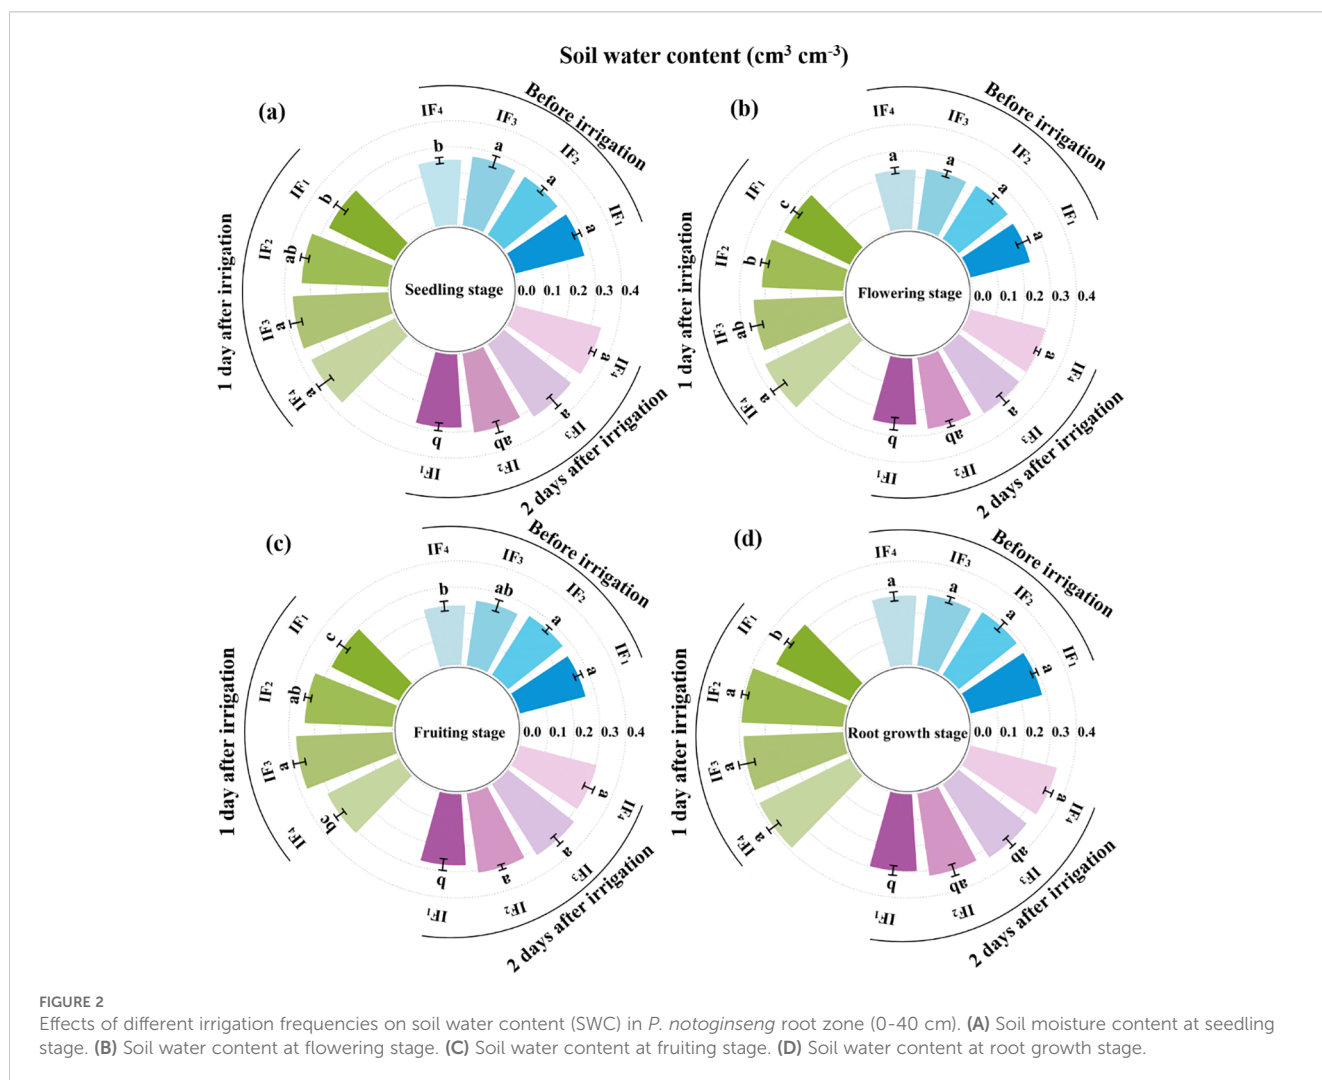 Soil water content (cm³ cm⁻³)
(a)
Before irrigation
IF₄
IF₃
IF₂
IF₁
b
a
a
a
1 day after irrigation
IF₁
IF₂
IF₃
IF₄
b
ab
a
a
Seedling stage
0.0 0.1 0.2 0.3 0.4
2 days after irrigation
IF₁
IF₂
IF₃
IF₄
b
ab
a
a
(b)
Before irrigation
IF₄
IF₃
IF₂
IF₁
a
a
a
a
1 day after irrigation
IF₁
IF₂
IF₃
IF₄
c
b
ab
a
Flowering stage
0.0 0.1 0.2 0.3 0.4
2 days after irrigation
IF₁
IF₂
IF₃
IF₄
b
ab
a
a
(c)
Before irrigation
IF₄
IF₃
IF₂
IF₁
b
ab
a
a
1 day after irrigation
IF₁
IF₂
IF₃
IF₄
c
ab
a
bc
Fruiting stage
0.0 0.1 0.2 0.3 0.4
2 days after irrigation
IF₁
IF₂
IF₃
IF₄
b
a
a
a
(d)
Before irrigation
IF₄
IF₃
IF₂
IF₁
a
a
a
a
1 day after irrigation
IF₁
IF₂
IF₃
IF₄
b
a
a
a
Root growth stage
0.0 0.1 0.2 0.3 0.4
2 days after irrigation
IF₁
IF₂
IF₃
IF₄
b
ab
ab
a
FIGURE 2
Effects of different irrigation frequencies on soil water content (SWC) in P. notoginseng root zone (0-40 cm). (A) Soil moisture content at seedling
stage. (B) Soil water content at flowering stage. (C) Soil water content at fruiting stage. (D) Soil water content at root growth stage.